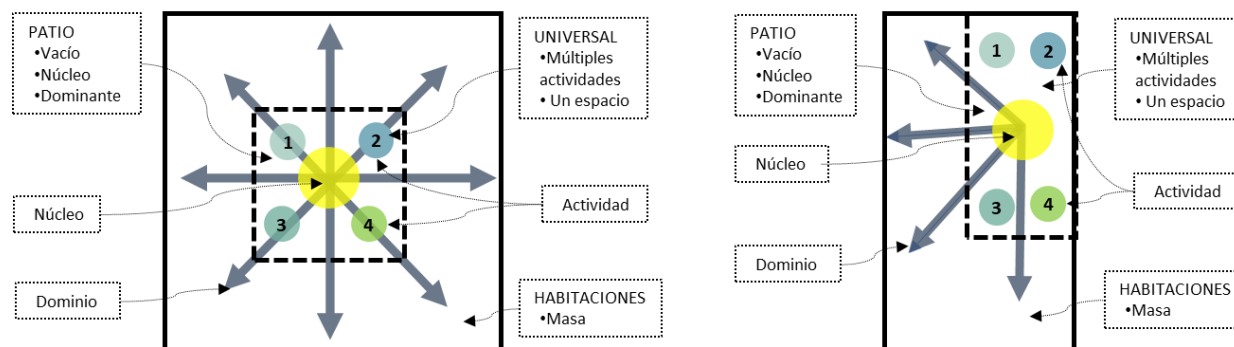 PATIO
•Vacío
•Núcleo
•Dominante
Núcleo
Dominio
1
2
3
4
UNIVERSAL
• Múltiples
actividades
• Un espacio
Actividad
HABITACIONES
•Masa
PATIO
•Vacío
•Núcleo
•Dominante
Núcleo
Dominio
1
2
3
4
UNIVERSAL
•Múltiples
actividades
•Un espacio
Actividad
HABITACIONES
•Masa